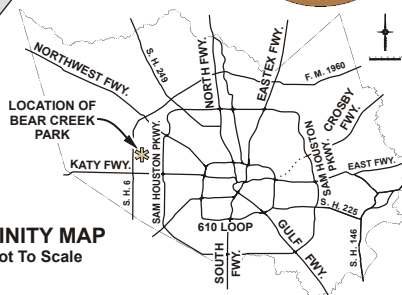 NORTHWEST FWY.
S. H. 249
NORTH FWY.
EASTEX FWY.
F. M. 1960
LOCATION OF
BEAR CREEK
PARK
CROSBY
FWY.
SAM HOUSTON PKWY.
SAM HOUSTON
PKWY.
KATY FWY.
EAST FWY.
S. H. 6
S. H. 225
610 LOOP
GULF FWY.
SOUTH
FWY.
S. H. 146
INITY MAP
ot To Scale